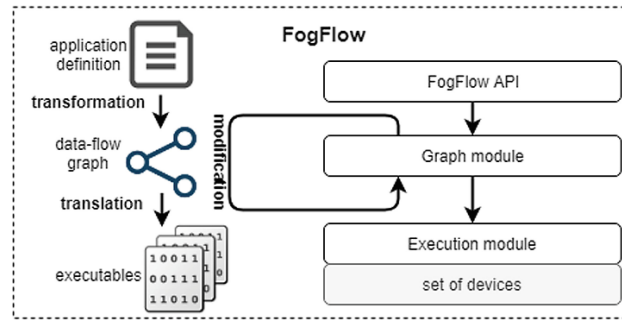 FogFlow
application
definition
transformation
data-flow
graph
translation
executables
10011
00111
11010
modification
FogFlow API
Graph module
Execution module
set of devices